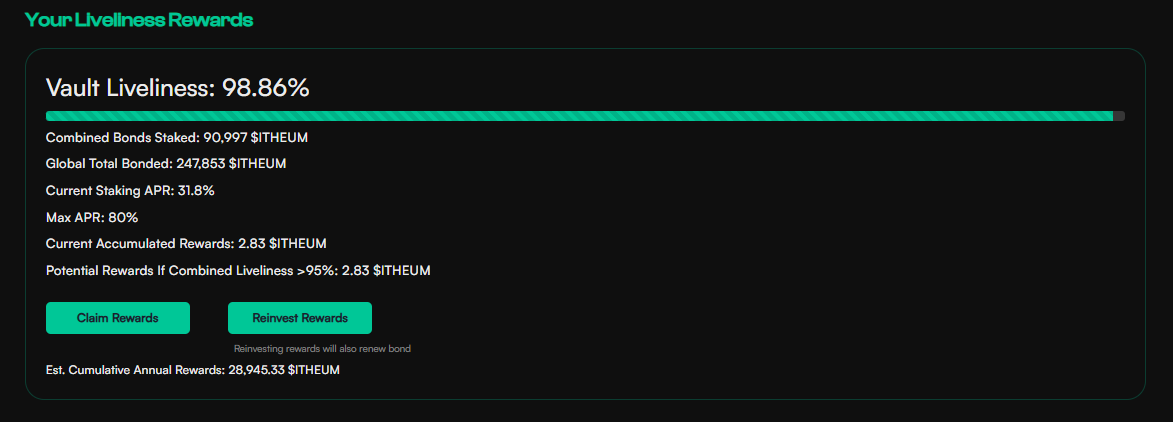 Your Liveliness Rewards
Vault Liveliness: 98.86%
Combined Bonds Staked: 90,997 $ITHEUM
Global Total Bonded: 247,853 $ITHEUM
Current Staking APR: 31.8%
Max APR: 80%
Current Accumulated Rewards: 2.83 $ITHEUM
Potential Rewards If Combined Liveliness >95%: 2.83 $ITHEUM
Claim Rewards Reinvest Rewards
Reinvesting rewards will also renew bond
Est. Cumulative Annual Rewards: 28,945.33 $ITHEUM